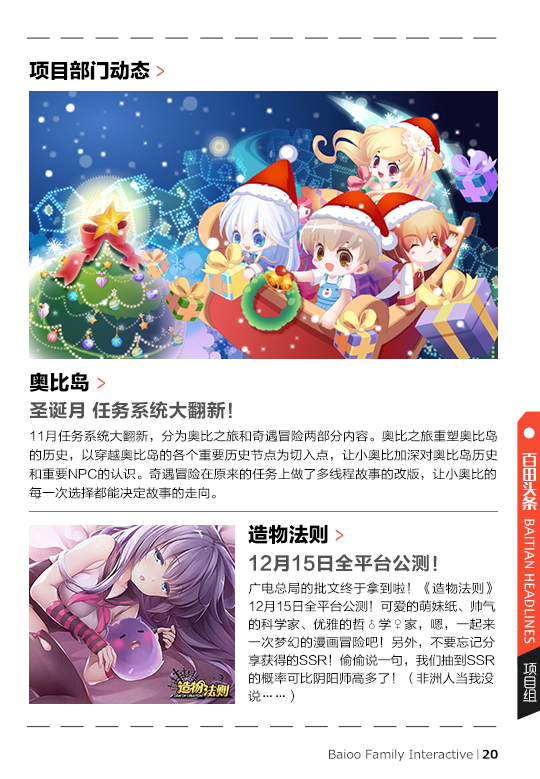 项目部门动态 >
奥比岛 >
圣诞月 任务系统大翻新!
11月任务系统大翻新，分为奥比之旅和奇遇冒险两部分内容。奥比之旅重塑奥比岛
的历史，以穿越奥比岛的各个重要历史节点为切入点，让小奥比加深对奥比岛历史
和重要NPC的认识。奇遇冒险在原来的任务上做了多线程故事的改版，让小奥比的
每一次选择都能决定故事的走向。
造物法则
造物法则 >
12月15日全平台公测!
广电总局的批文终于拿到啦！《造物法则》
12月15日全平台公测！可爱的萌妹纸、帅气
的科学家、优雅的哲♂学♀家，嗯，一起来
一次梦幻的漫画冒险吧！另外，不要忘记分
享获得的SSR！偷偷说一句，我们抽到SSR
的概率可比阴阳师高多了！（非洲人当我没
说……）
百田头条 BAITIAN HEADLINES
项目组
Baioo Family Interactive | 20